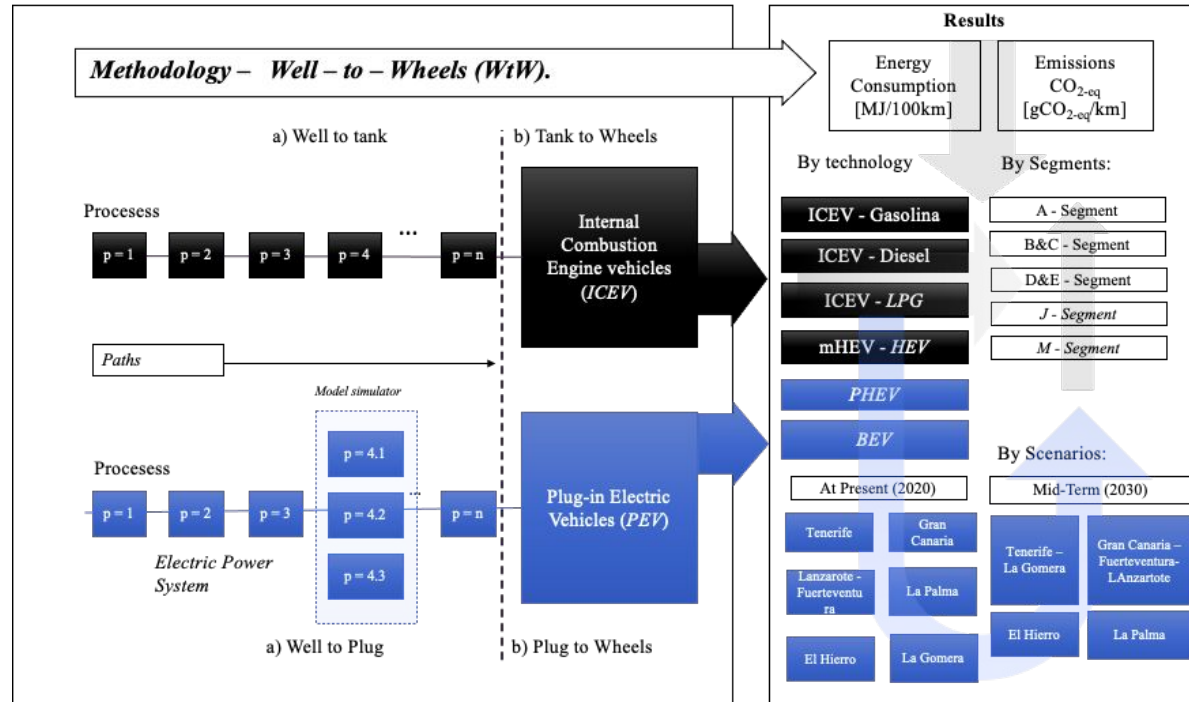 Methodology – Well – to – Wheels (WtW).
a) Well to tank
b) Tank to Wheels
Procesess
p = 1
p = 2
p = 3
p = 4
...
p = n
Internal
Combustion
Engine vehicles
(ICEV)
Paths
Model simulator
Procesess
p = 1
p = 2
p = 3
p = 4.1
p = 4.2
p = 4.3
...
p = n
Electric Power
System
Plug-in Electric
Vehicles (PEV)
a) Well to Plug
b) Plug to Wheels
Results
Energy
Consumption
[MJ/100km]
Emissions
CO2-eq
[gCO2-eq/km]
By technology
ICEV - Gasolina
ICEV - Diesel
ICEV - LPG
mHEV - HEV
PHEV
BEV
By Segments:
A - Segment
B&C - Segment
D&E - Segment
J - Segment
M - Segment
By Scenarios:
At Present (2020)
Tenerife
Gran
Canaria
Lanzarote -
Fuerteventu
ra
La Palma
El Hierro
La Gomera
Mid-Term (2030)
Tenerife –
La Gomera
Gran Canaria –
Fuerteventura-
LAnzartote
El Hierro
La Palma